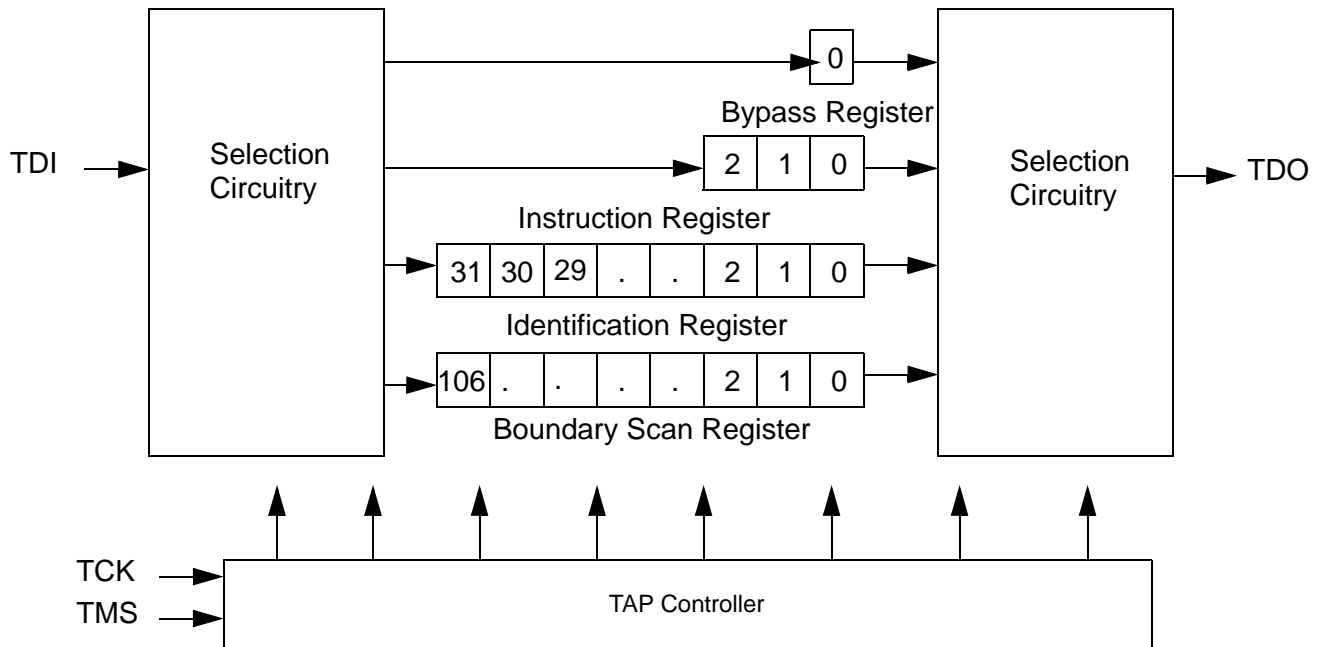 0
Bypass Register
TDI
Selection
Circuitry
2 1 0
Selection
Circuitry
TDO
Instruction Register
31 30 29 . . 2 1 0
Identification Register
106 . . . . 2 1 0
Boundary Scan Register
TCK
TMS
TAP Controller